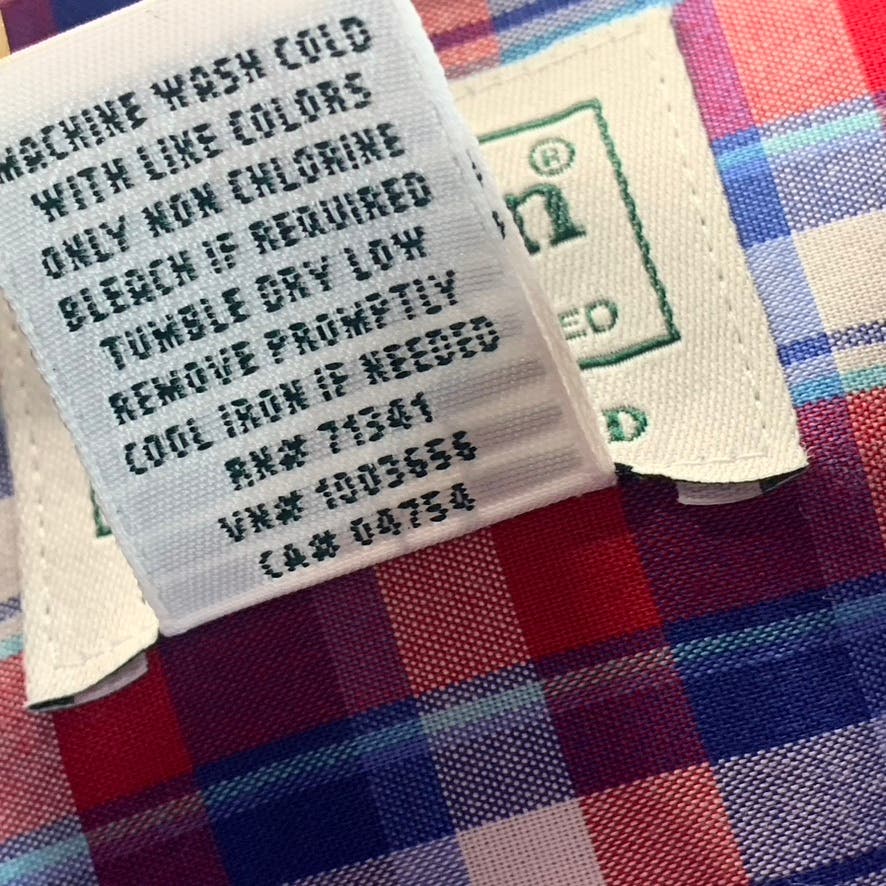 MACHINE WASH COLD
WITH LIKE COLORS
ONLY NON CHLORINE
BLEACH IF REQUIRED
TUMBLE DRY LOW
REMOVE PROMPTLY
COOL IRON IF NEEDED
RN# 71341
VN# 1003656
CA# 04754